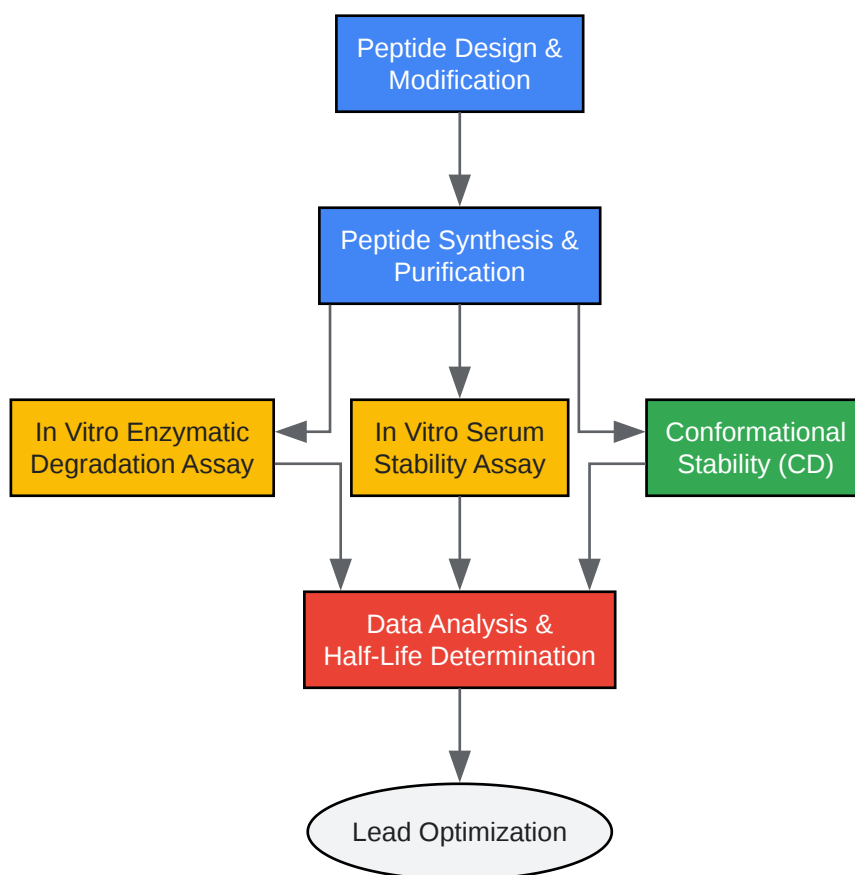 Peptide Design &
Modification
Peptide Synthesis &
Purification
In Vitro Enzymatic
Degradation Assay
In Vitro Serum
Stability Assay
Conformational
Stability (CD)
Data Analysis &
Half-Life Determination
Lead Optimization